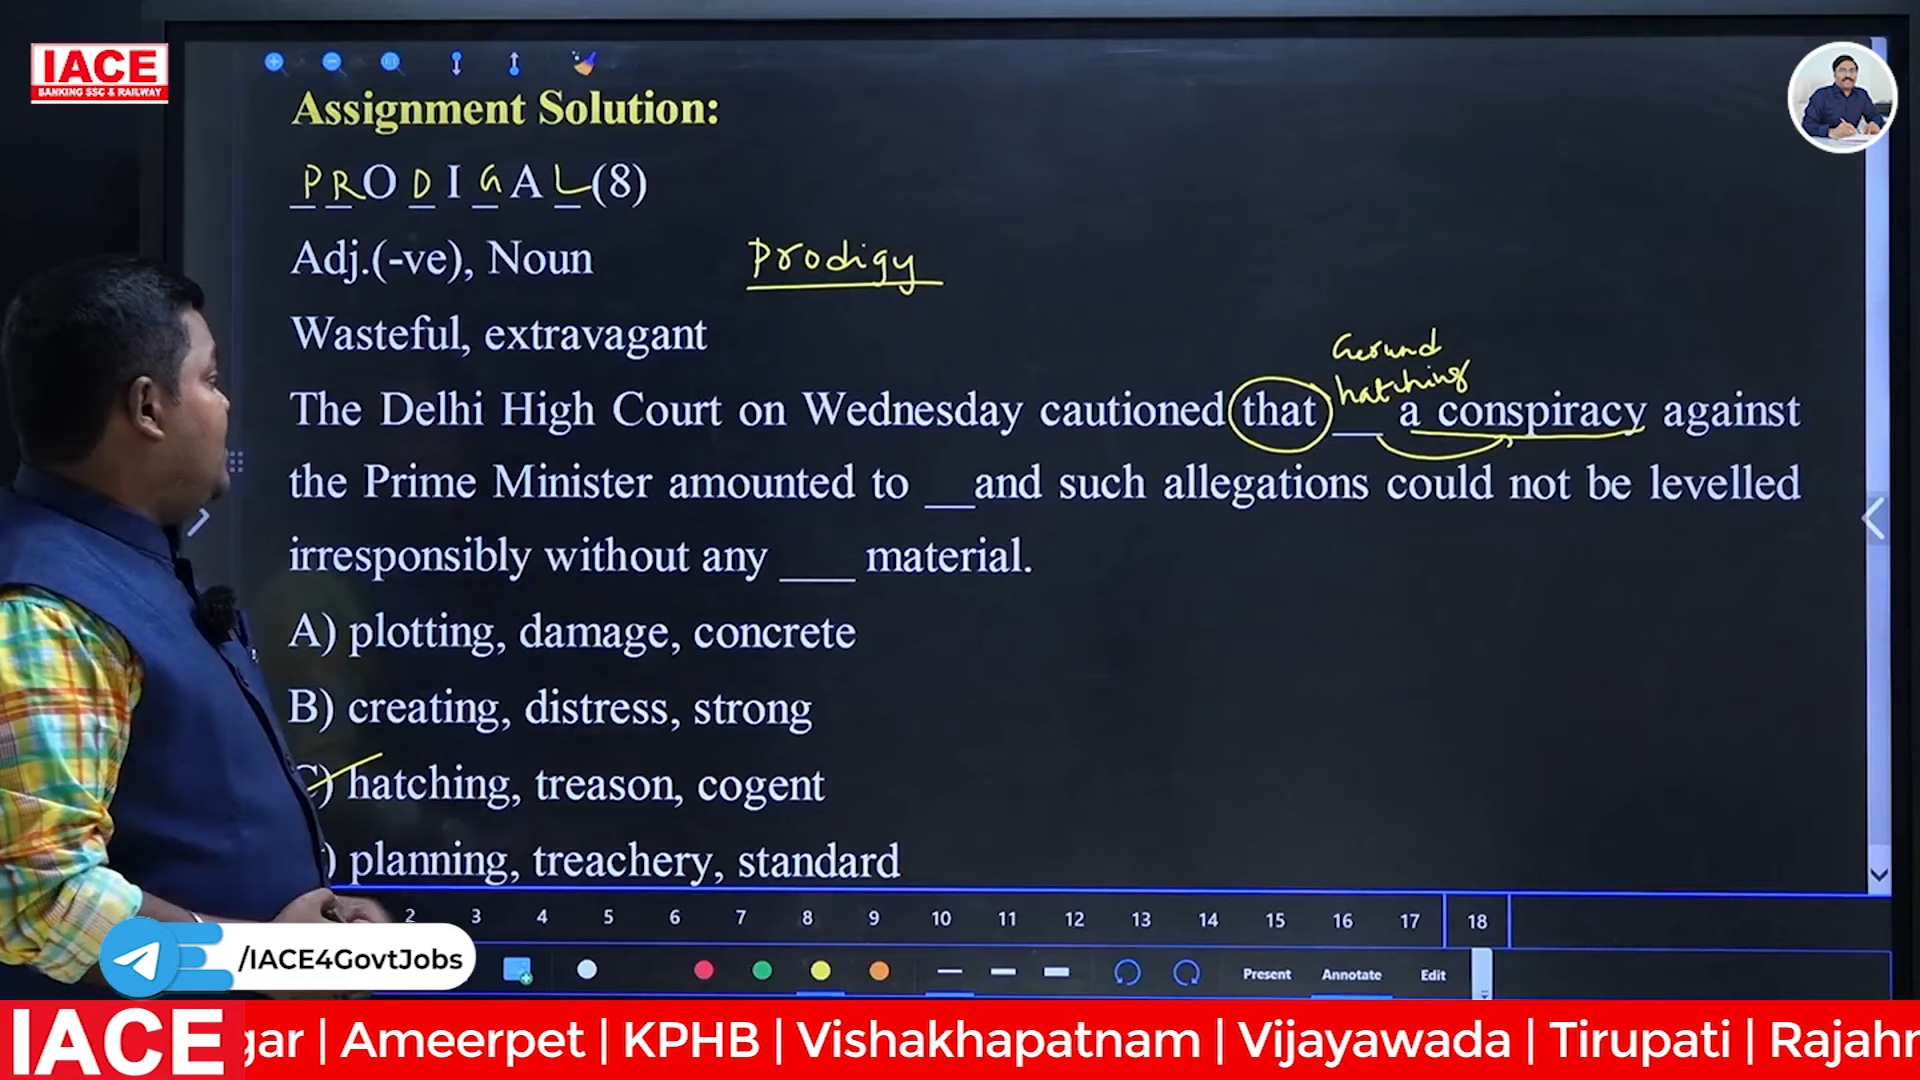 IACE
BANKING SSC & RAILWAY
Assignment Solution:
PRODIGAL(8)
Adj.(-ve), Noun
Prodigy
Wasteful, extravagant
Gerund
hatching
The Delhi High Court on Wednesday cautioned that __ a conspiracy against
the Prime Minister amounted to __and such allegations could not be levelled
irresponsibly without any ___ material.
A) plotting, damage, concrete
B) creating, distress, strong
C) hatching, treason, cogent
) planning, treachery, standard
2 3 4 5 6 7 8 9 10 11 12 13 14 15 16 17 18
/IACE4GovtJobs
Present Annotate Edit
IACE
gar | Ameerpet | KPHB | Vishakhapatnam | Vijayawada | Tirupati | Rajahr